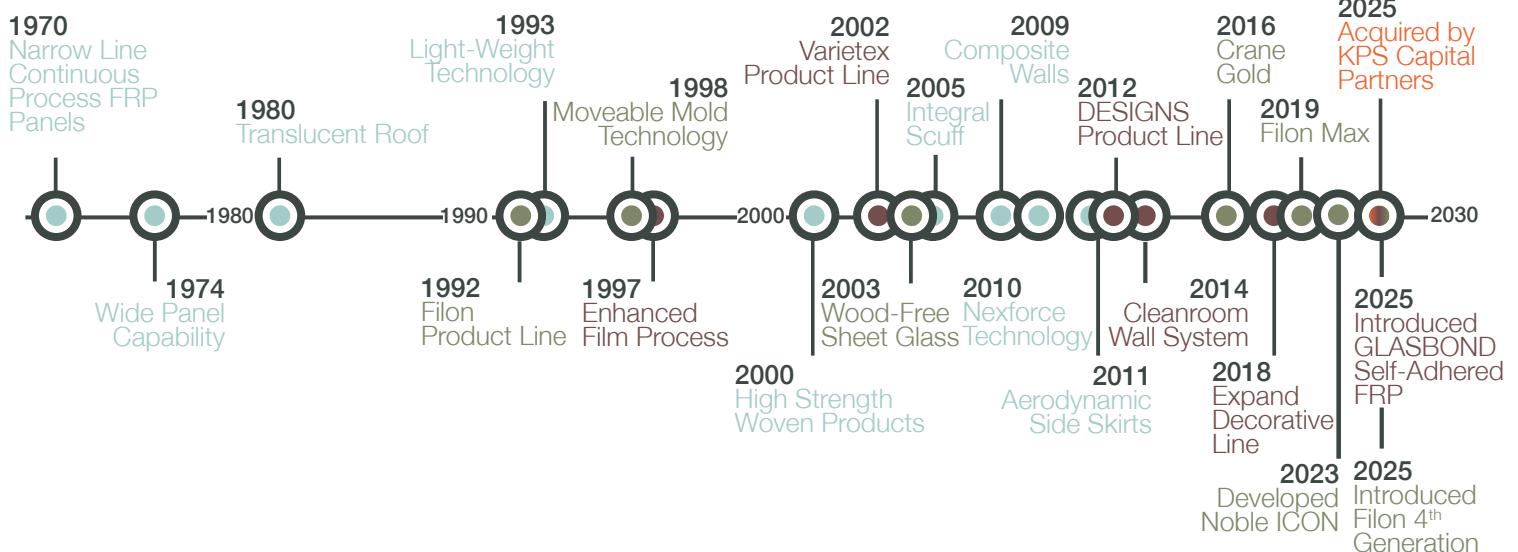 1970
Narrow Line
Continuous
Process FRP
Panels
1980
Translucent Roof
1993
Light-Weight
Technology
1998
Moveable Mold
Technology
2002
Varietex
Product Line
2005
Integral
Scuff
2009
Composite
Walls
2012
DESIGNS
Product Line
2016
Crane
Gold
2019
Filon Max
2025
Acquired by
KPS Capital
Partners
1980
1990
2000
2030
1974
Wide Panel
Capability
1992
Filon
Product Line
1997
Enhanced
Film Process
2000
High Strength
Woven Products
2003
Wood-Free
Sheet Glass
2010
Nexforce
Technology
2011
Aerodynamic
Side Skirts
2014
Cleanroom
Wall System
2018
Expand
Decorative
Line
2023
Developed
Noble ICON
2025
Introduced
GLASBOND
Self-Adhered
FRP
2025
Introduced
Filon 4th
Generation